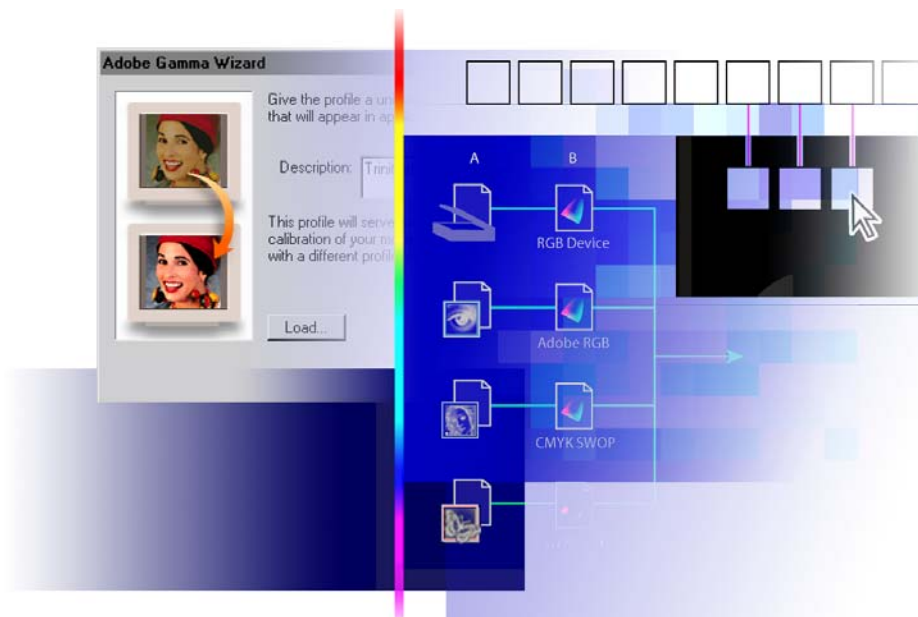 Adobe Gamma Wizard
Give the profile a
that will appear in
Description:
This profile will serve
calibration of your
with a different
Load...
A B
RGB Device
Adobe RGB
CMYK SWOP